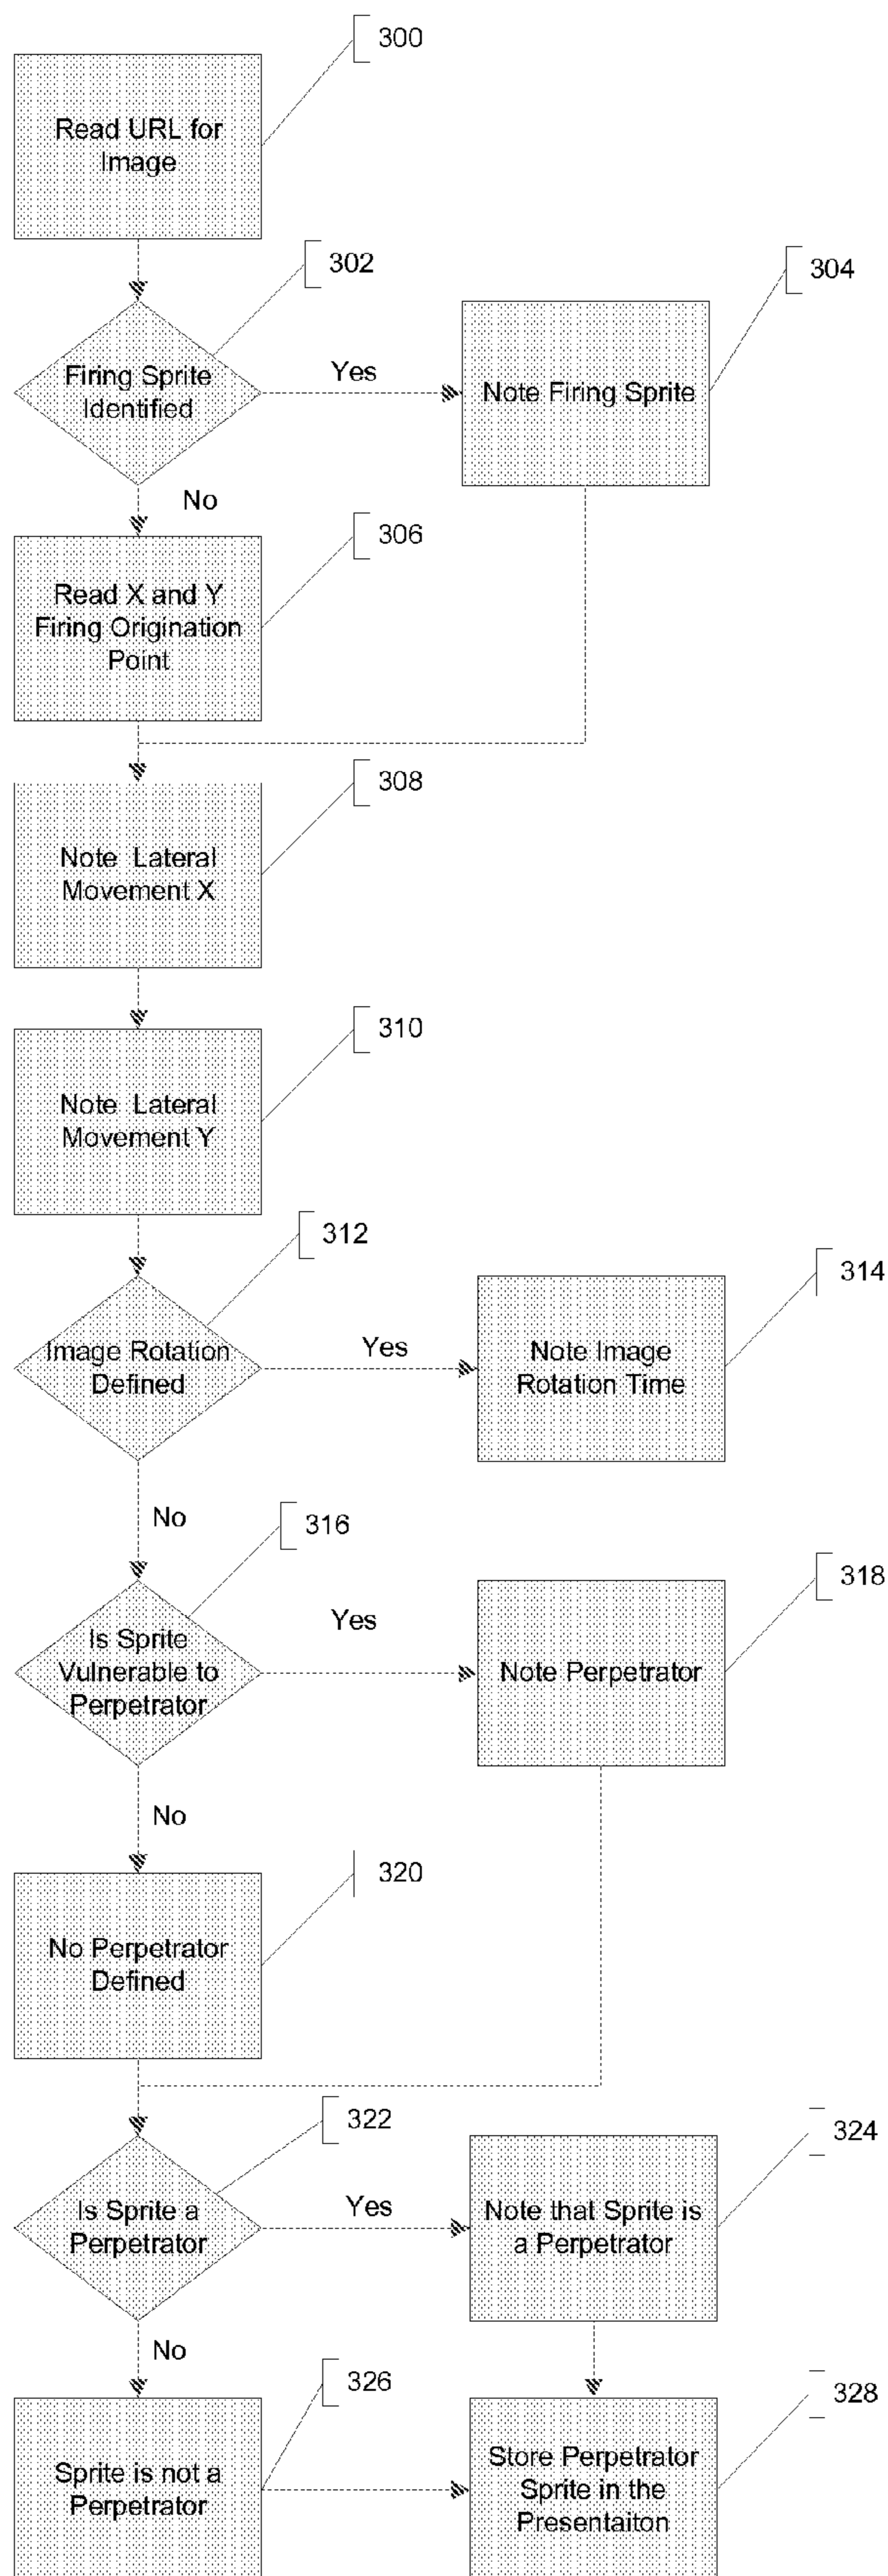 300
Read URL for
Image
302
304
Firing Sprite
Identified
Yes
Note Firing Sprite
No
306
Read X and Y
Firing Origination
Point
308
Note Lateral
Movement X
310
Note Lateral
Movement Y
312
314
Image Rotation
Defined
Yes
Note Image
Rotation Time
No
316
318
Is Sprite
Vulnerable to
Perpetrator
Yes
Note Perpetrator
No
320
No Perpetrator
Defined
322
324
Is Sprite a
Perpetrator
Yes
Note that Sprite is
a Perpetrator
No
326
328
Sprite is not a
Perpetrator
Store Perpetrator
Sprite in the
Presentaiton